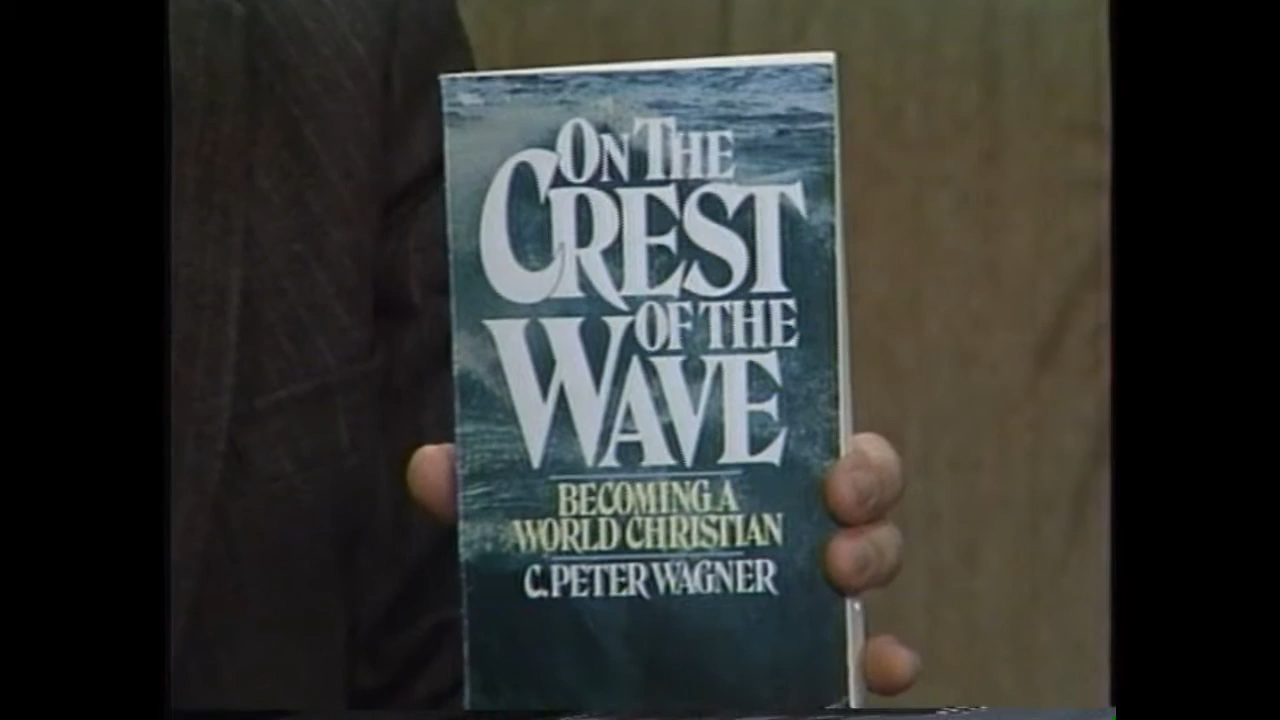 ON THE
CREST
OF THE
WAVE
BECOMING A
WORLD CHRISTIAN
C. PETER WAGNER